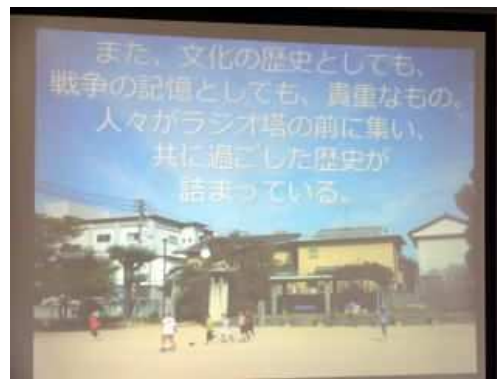 また、文化の歴史としても、
戦争の記憶としても、貴重なもの。
人々がラジオ塔の前に集い、
共に過ごした歴史が
詰まっている。